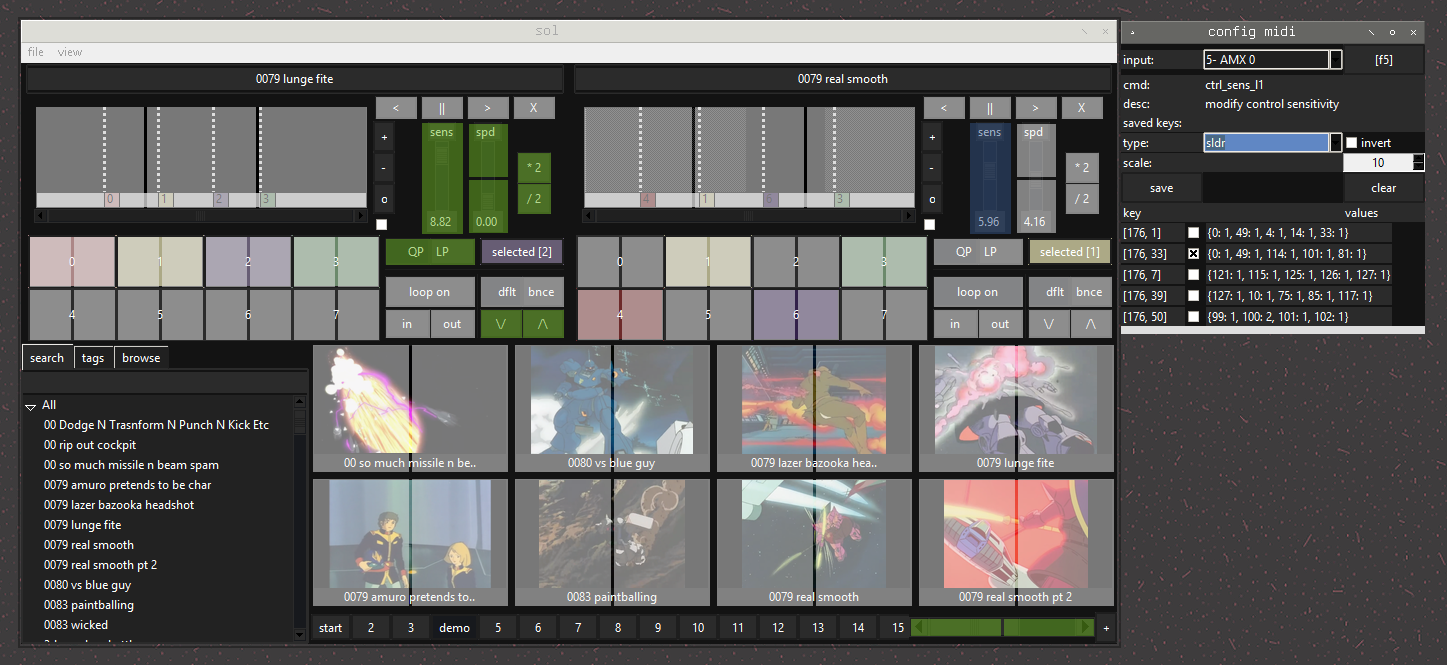 sol
file view
0079 lunge fite
0079 real smooth
< || > X
< || > X
+ sens spd
+ sens spd
- * 2
- * 2
o / 2
o / 2
8.82 0.00
5.96 4.16
0 1 2 3
4 1 6 3
0 1 2 3
QP LP selected [2]
0 1 2 3
QP LP selected [1]
loop on dflt bnce
loop on dflt bnce
4 5 6 7
in out \/ /\
4 5 6 7
in out \/ /\
search tags browse
All
00 Dodge N Trasnform N Punch N Kick Etc
00 rip out cockpit
00 so much missile n beam spam
0079 amuro pretends to be char
0079 lazer bazooka headshot
0079 lunge fite
0079 real smooth
0079 real smooth pt 2
0080 vs blue guy
0083 paintballing
0083 wicked
00 so much missile n be..
0080 vs blue guy
0079 lazer bazooka hea..
0079 lunge fite
0079 amuro pretends to..
0083 paintballing
0079 real smooth
0079 real smooth pt 2
start 2 3 demo 5 6 7 8 9 10 11 12 13 14 15 +
config midi
input: 5- AMX 0 [f5]
cmd: ctrl_sens_l1
desc: modify control sensitivity
saved keys:
type: sldr invert
scale: 10
save clear
key values
[176, 1] {0: 1, 49: 1, 4: 1, 14: 1, 33: 1}
[176, 33] {0: 1, 49: 1, 114: 1, 101: 1, 81: 1}
[176, 7] {121: 1, 115: 1, 125: 1, 126: 1, 127: 1}
[176, 39] {127: 1, 10: 1, 75: 1, 85: 1, 117: 1}
[176, 50] {99: 1, 100: 2, 101: 1, 102: 1}